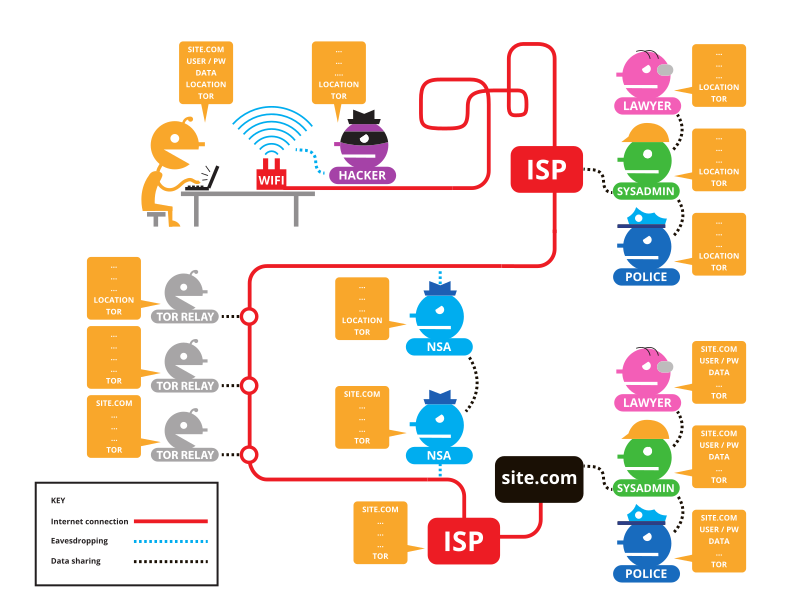 SITE.COM
USER / PW
DATA
LOCATION
TOR
...
...
....
LOCATION
TOR
WIFI
HACKER
ISP
...
...
...
LOCATION
TOR
LAWYER
...
...
...
LOCATION
TOR
SYSADMIN
...
...
...
LOCATION
TOR
POLICE
...
...
...
LOCATION
TOR
TOR RELAY
...
...
...
...
TOR
TOR RELAY
SITE.COM
...
...
...
TOR
TOR RELAY
...
...
...
LOCATION
TOR
NSA
SITE.COM
...
...
...
TOR
NSA
SITE.COM
...
...
...
TOR
ISP
site.com
SITE.COM
USER / PW
DATA
...
TOR
LAWYER
SITE.COM
USER / PW
DATA
...
TOR
SYSADMIN
SITE.COM
USER / PW
DATA
...
TOR
POLICE
KEY
Internet connection
Eavesdropping
Data sharing